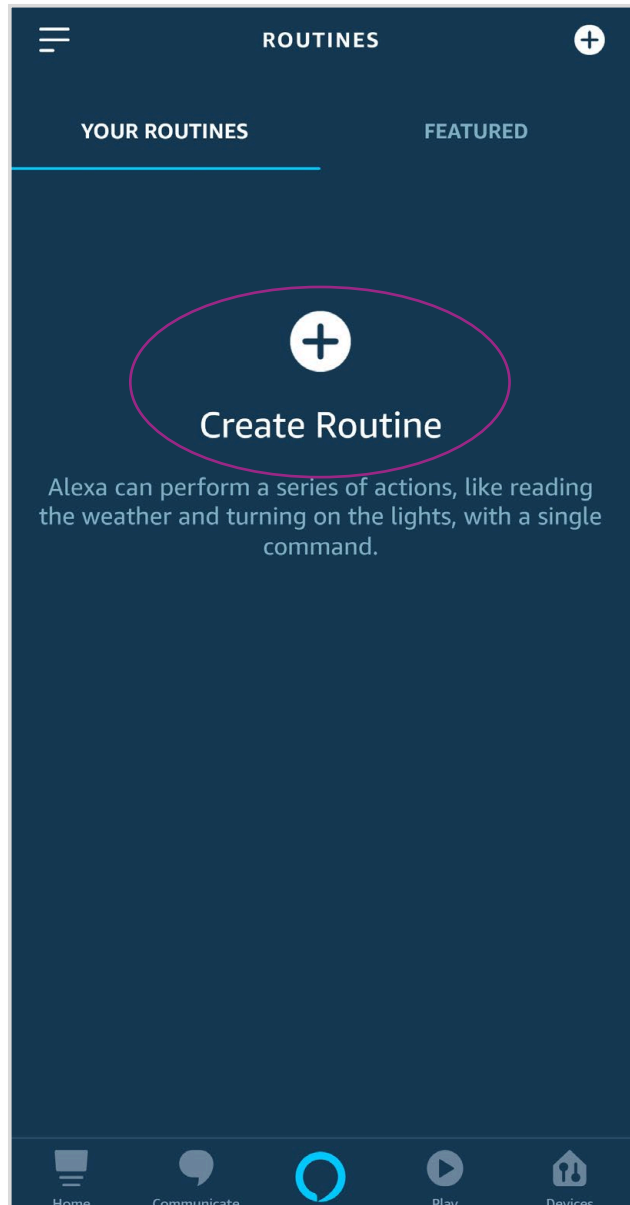 ROUTINES
YOUR ROUTINES
FEATURED
Create Routine
Alexa can perform a series of actions, like reading
the weather and turning on the lights, with a single
command.
Home
Communicate
Play
Devices